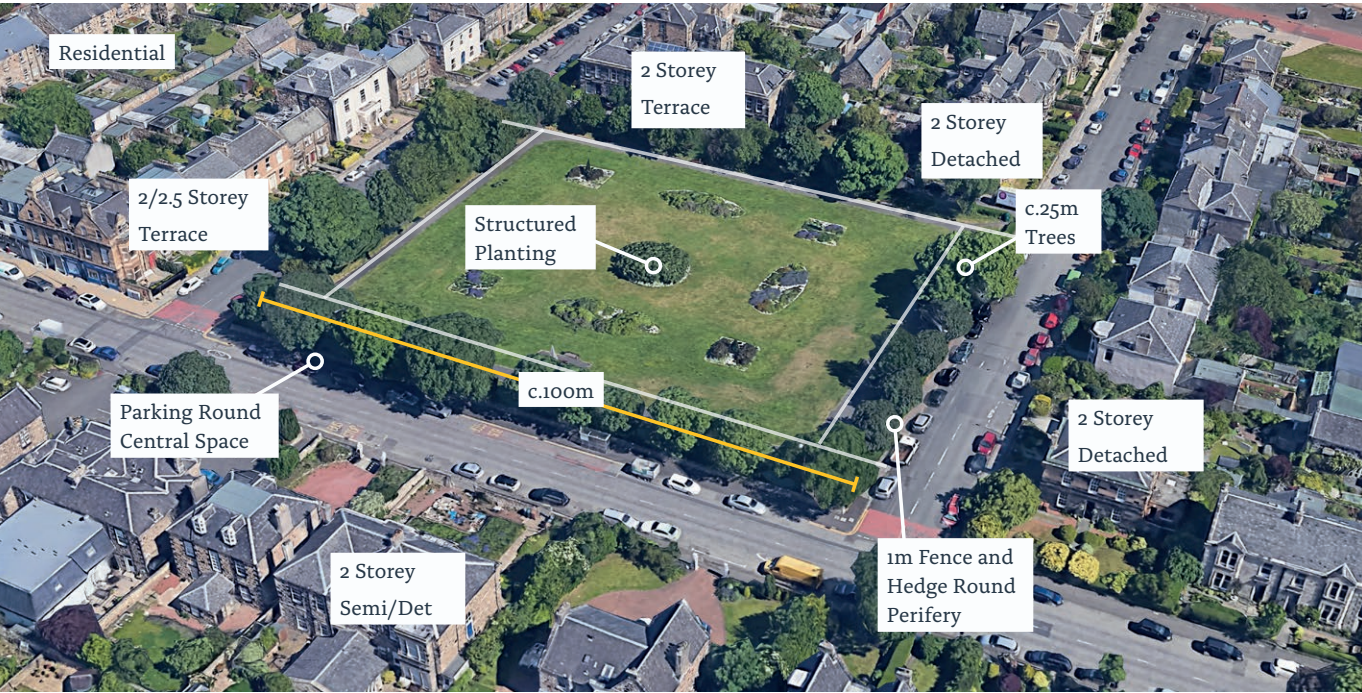 Residential
2 Storey
Terrace
2 Storey
Detached
2/2.5 Storey
Terrace
Structured
Planting
c.25m
Trees
c.100m
Parking Round
Central Space
2 Storey
Detached
2 Storey
Semi/Det
1m Fence and
Hedge Round
Perifery